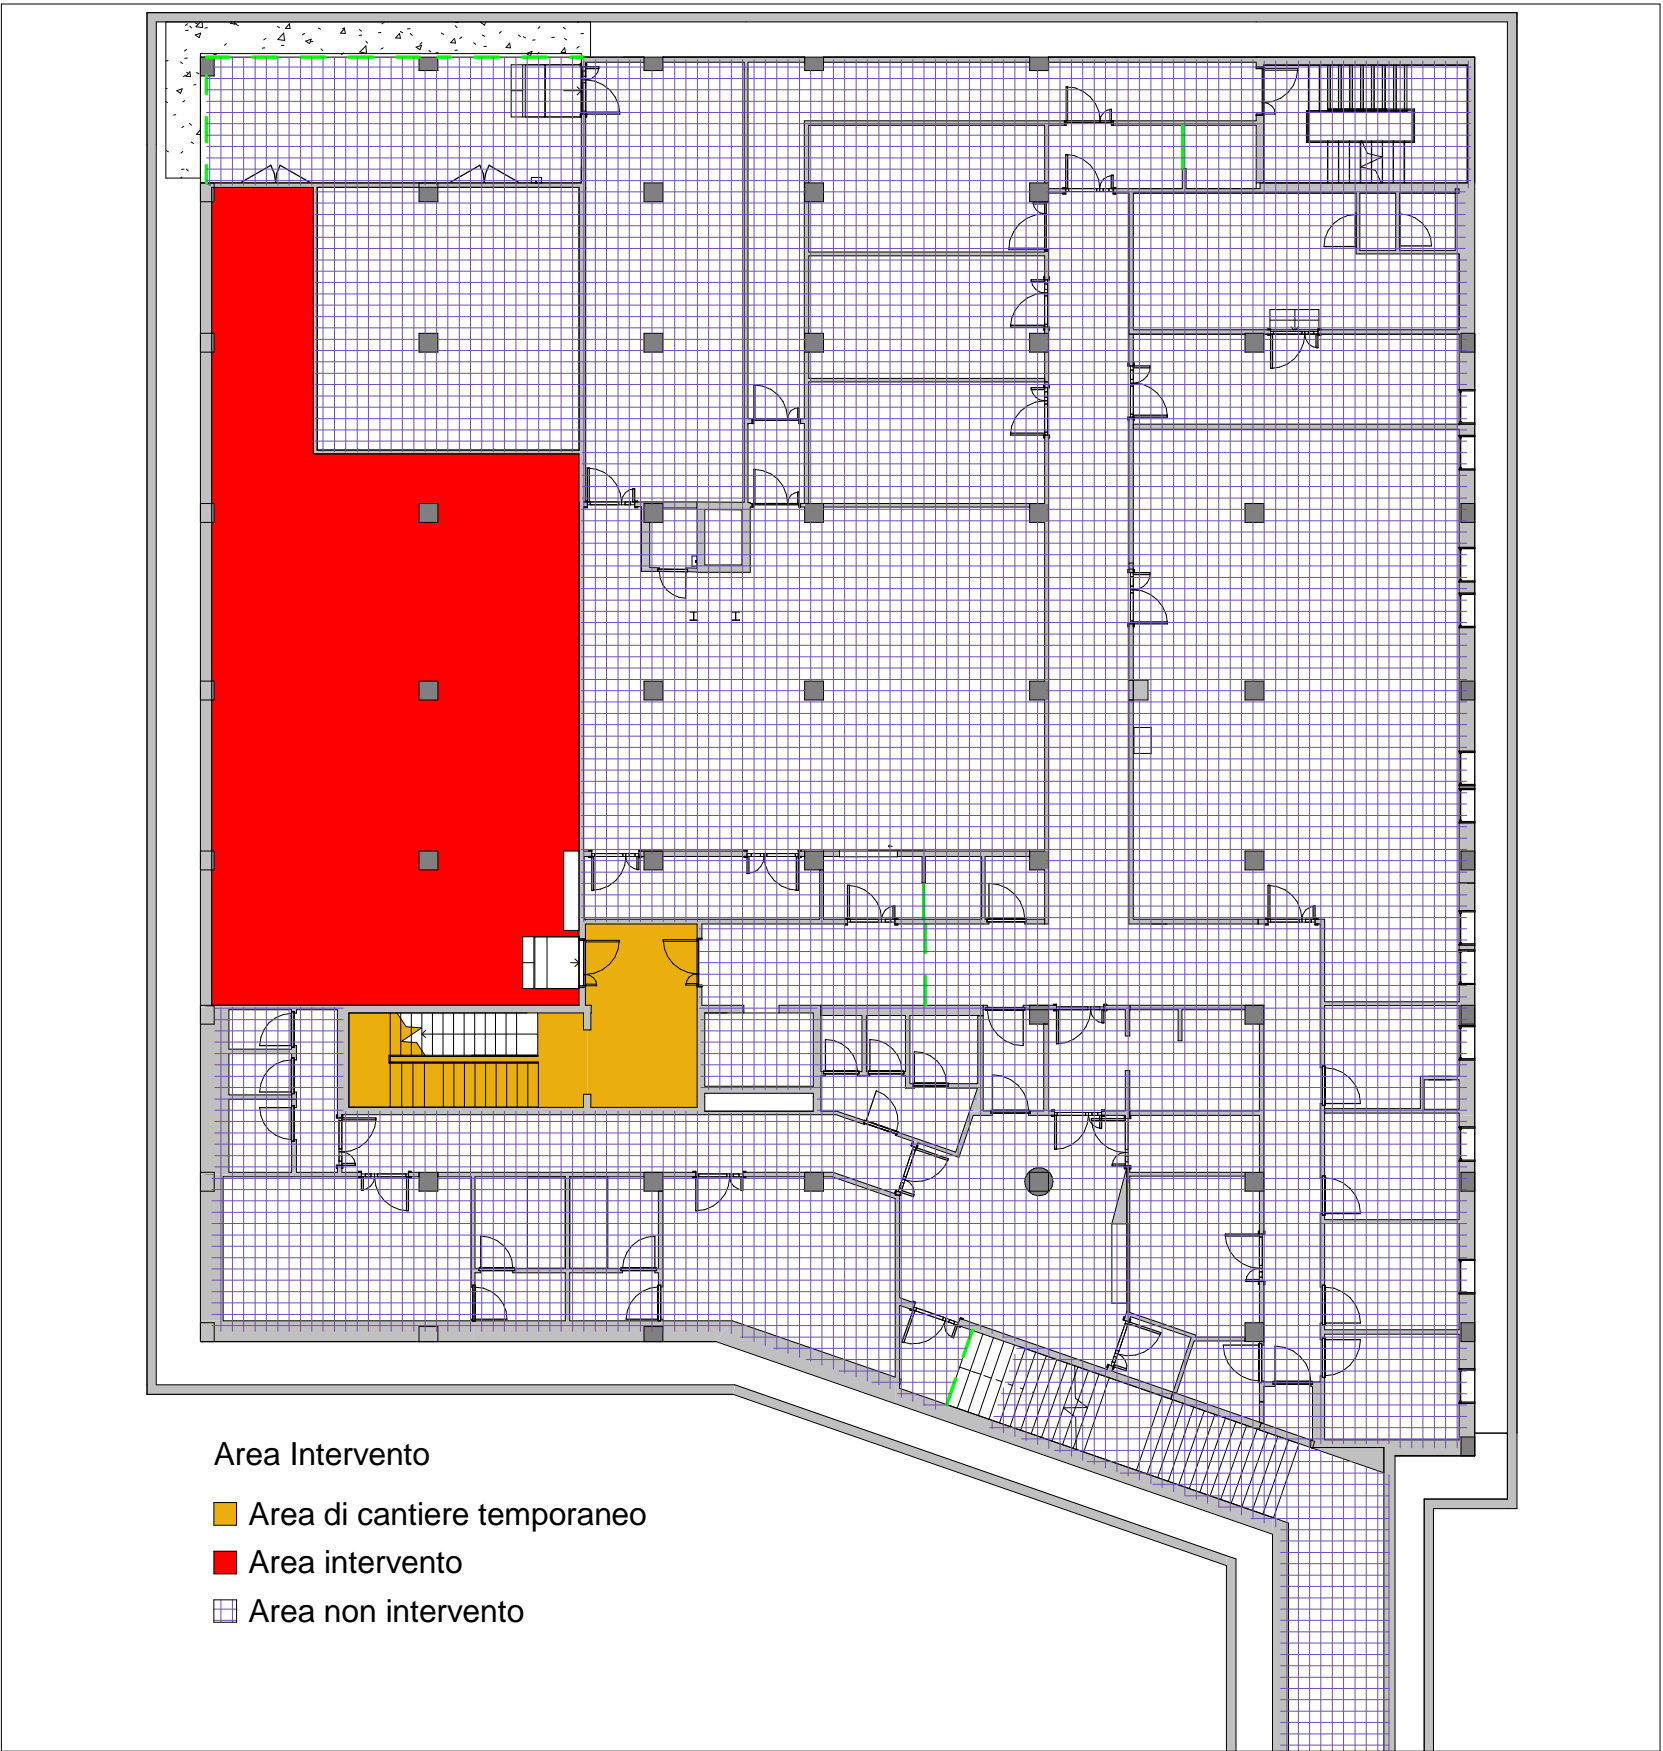 Area Intervento
Area di cantiere temporaneo
Area intervento
Area non intervento